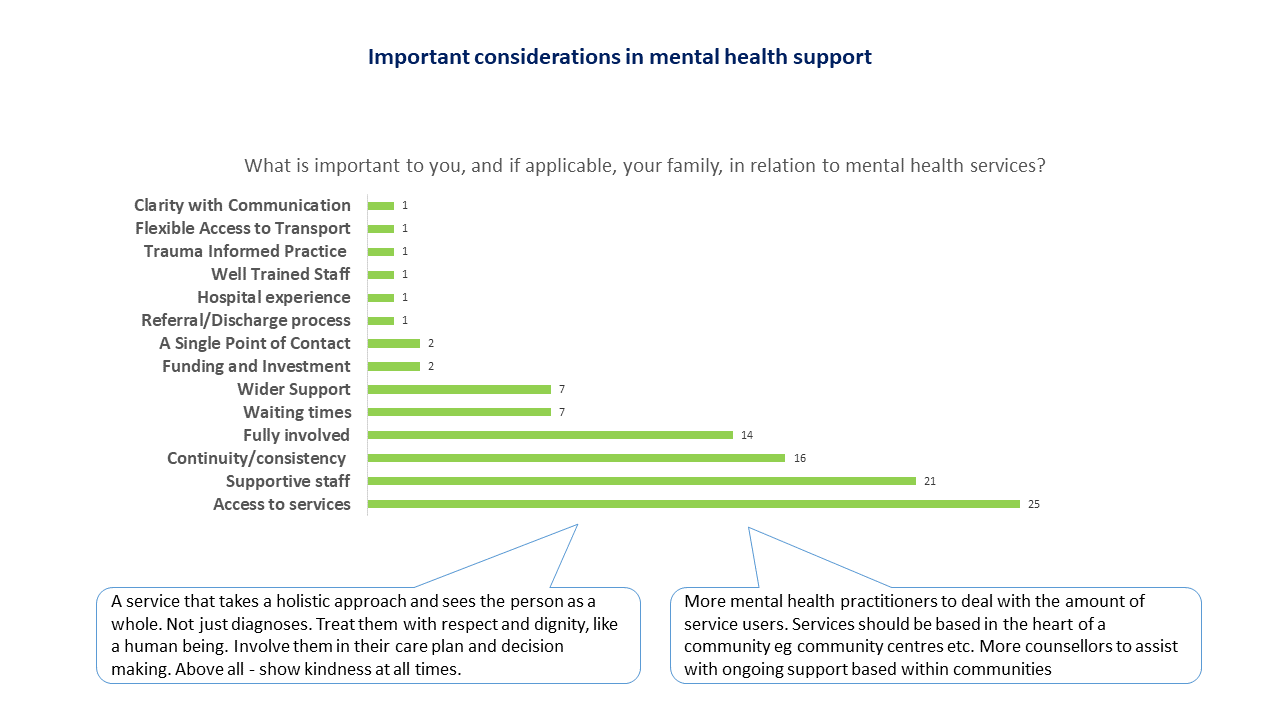 Important considerations in mental health support
What is important to you, and if applicable, your family, in relation to mental health services?
Clarity with Communication 1
Flexible Access to Transport 1
Trauma Informed Practice 1
Well Trained Staff 1
Hospital experience 1
Referral/Discharge process 1
A Single Point of Contact 2
Funding and Investment 2
Wider Support 7
Waiting times 7
Fully involved 14
Continuity/consistency 16
Supportive staff 21
Access to services 25
A service that takes a holistic approach and sees the person as a
whole. Not just diagnoses. Treat them with respect and dignity, like
a human being. Involve them in their care plan and decision
making. Above all - show kindness at all times.
More mental health practitioners to deal with the amount of
service users. Services should be based in the heart of a
community eg community centres etc. More counsellors to assist
with ongoing support based within communities